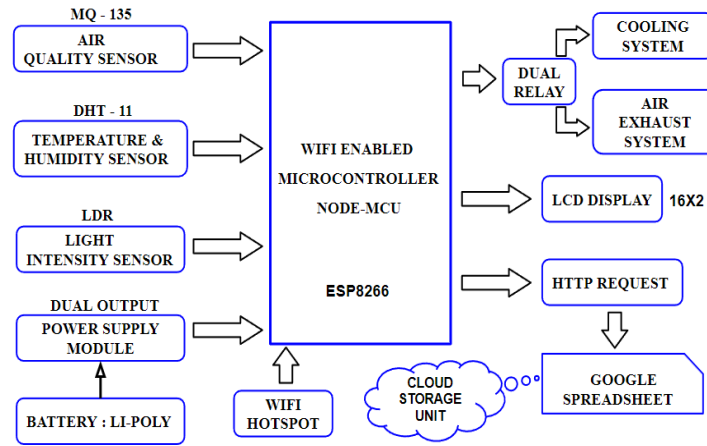 MQ - 135
AIR
QUALITY SENSOR
DHT - 11
TEMPERATURE &
HUMIDITY SENSOR
LDR
LIGHT
INTENSITY SENSOR
DUAL OUTPUT
POWER SUPPLY
MODULE
BATTERY : LI-POLY
WIFI ENABLED
MICROCONTROLLER
NODE-MCU
ESP8266
WIFI
HOTSPOT
DUAL
RELAY
COOLING
SYSTEM
AIR
EXHAUST
SYSTEM
LCD DISPLAY
16X2
HTTP REQUEST
GOOGLE
SPREADSHEET
CLOUD
STORAGE
UNIT